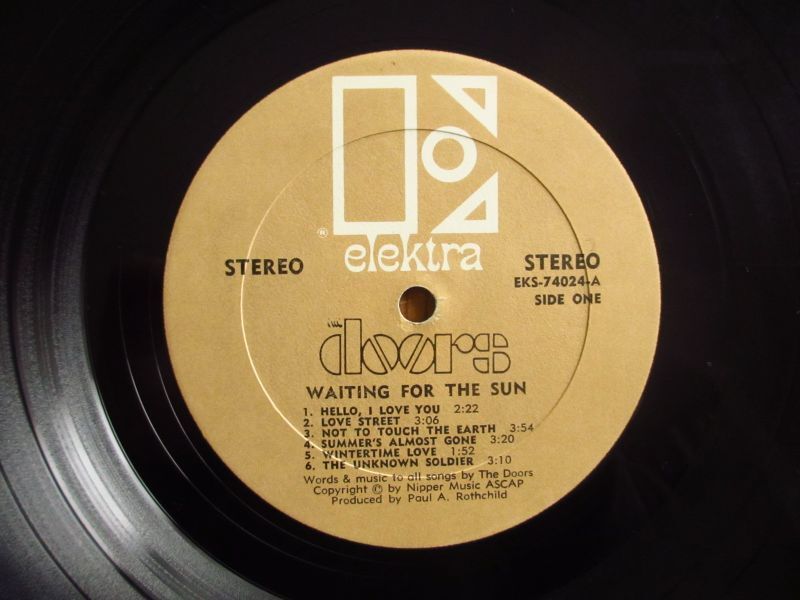 ®
elektra
STEREO
STEREO
EKS-74024-A
SIDE ONE
THE
doors
WAITING FOR THE SUN
1. HELLO, I LOVE YOU 2:22
2. LOVE STREET 3:06
3. NOT TO TOUCH THE EARTH 3:54
4. SUMMER'S ALMOST GONE 3:20
5. WINTERTIME LOVE 1:52
6. THE UNKNOWN SOLDIER 3:10
Words & music to all songs by The Doors
Copyright © by Nipper Music ASCAP
Produced by Paul A. Rothchild